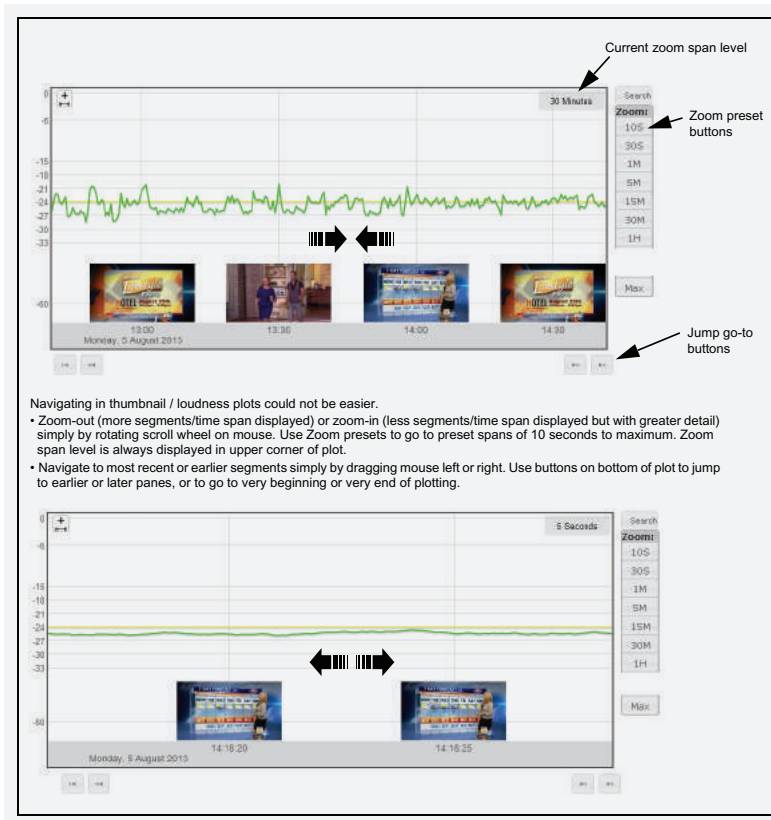 Current zoom span level
0
30 Minutes
Search
Zoom:
Zoom preset
buttons
-6
10S
30S
1M
5M
15M
30M
1H
Max
-15
-18
-21
-24
-27
-30
-33
-60
HOTEL
13:00
13:30
14:00
14:30
Monday, 5 August 2013
Jump go-to
buttons
Navigating in thumbnail / loudness plots could not be easier.
• Zoom-out (more segments/time span displayed) or zoom-in (less segments/time span displayed but with greater detail)
simply by rotating scroll wheel on mouse. Use Zoom presets to go to preset spans of 10 seconds to maximum. Zoom
span level is always displayed in upper corner of plot.
• Navigate to most recent or earlier segments simply by dragging mouse left or right. Use buttons on bottom of plot to jump
to earlier or later panes, or to go to very beginning or very end of plotting.
0
5 Seconds
Search
Zoom:
-6
10S
30S
1M
5M
15M
30M
1H
Max
-15
-18
-21
-24
-27
-30
-33
-60
14:16:20
14:16:25
Monday, 5 August 2013